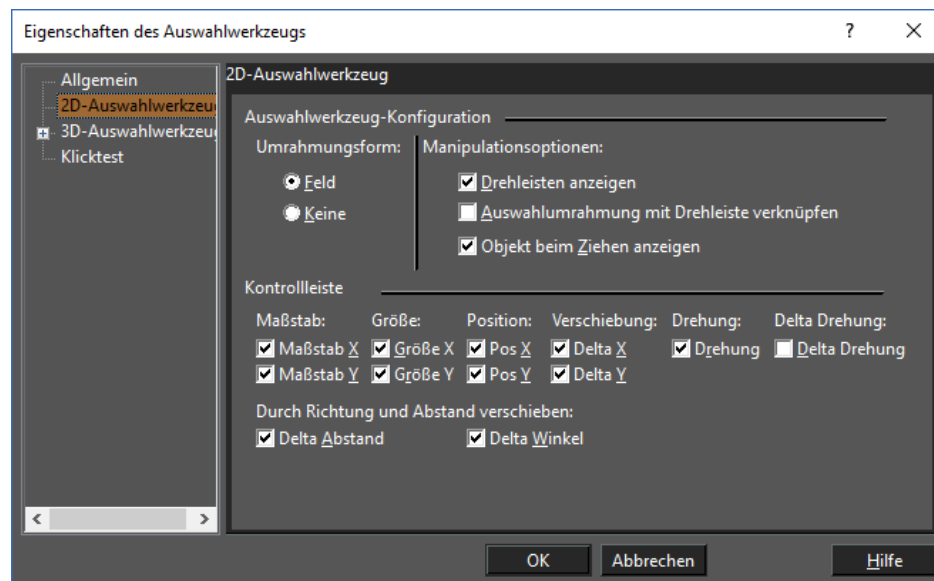 Eigenschaften des Auswahlwerkzeugs ? ×
Allgemein
2D-Auswahlwerkzeu
3D-Auswahlwerkzeu
Klicktest
2D-Auswahlwerkzeug
Auswahlwerkzeug-Konfiguration
Umrahmungsform: Manipulationsoptionen:
Feld
Keine
Drehleisten anzeigen
Auswahlumrahmung mit Drehleiste verknüpfen
Objekt beim Ziehen anzeigen
Kontrollleiste
Maßstab: Größe: Position: Verschiebung: Drehung: Delta Drehung:
Maßstab X Größe X Pos X Delta X Drehung Delta Drehung
Maßstab Y Größe Y Pos Y Delta Y
Durch Richtung und Abstand verschieben:
Delta Abstand Delta Winkel
OK Abbrechen Hilfe